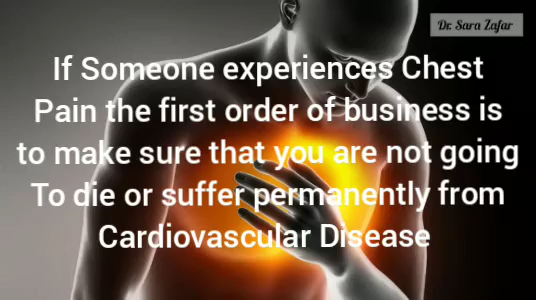 Dr. Sara Zafar
If Someone experiences Chest
Pain the first order of business is
to make sure that you are not going
To die or suffer permanently from
Cardiovascular Disease